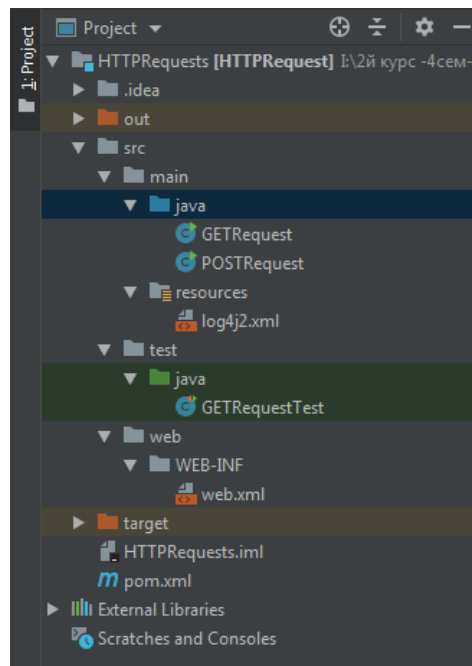 1: Project
Project
HTTPRequests [HTTPRequest] I:\2й курс -4сем-
.idea
out
src
main
java
GETRequest
POSTRequest
resources
log4j2.xml
test
java
GETRequestTest
web
WEB-INF
web.xml
target
HTTPRequests.iml
pom.xml
External Libraries
Scratches and Consoles